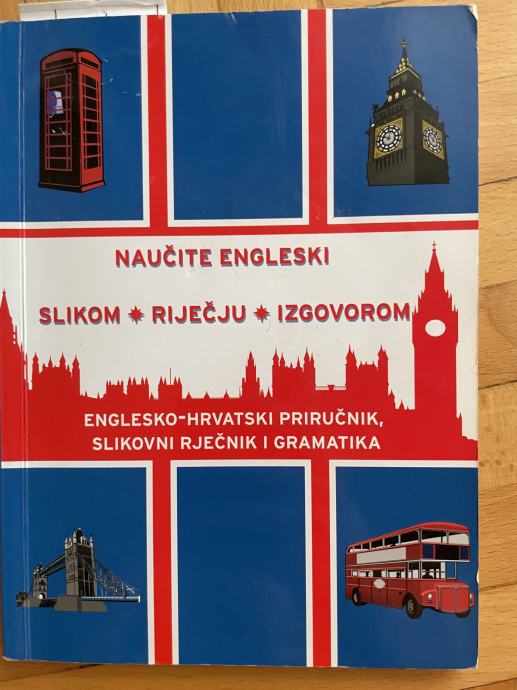 NAUČITE ENGLESKI
SLIKOM ✷ RIJEČJU ✷ IZGOVOROM
ENGLESKO-HRVATSKI PRIRUČNIK,
SLIKOVNI RJEČNIK I GRAMATIKA